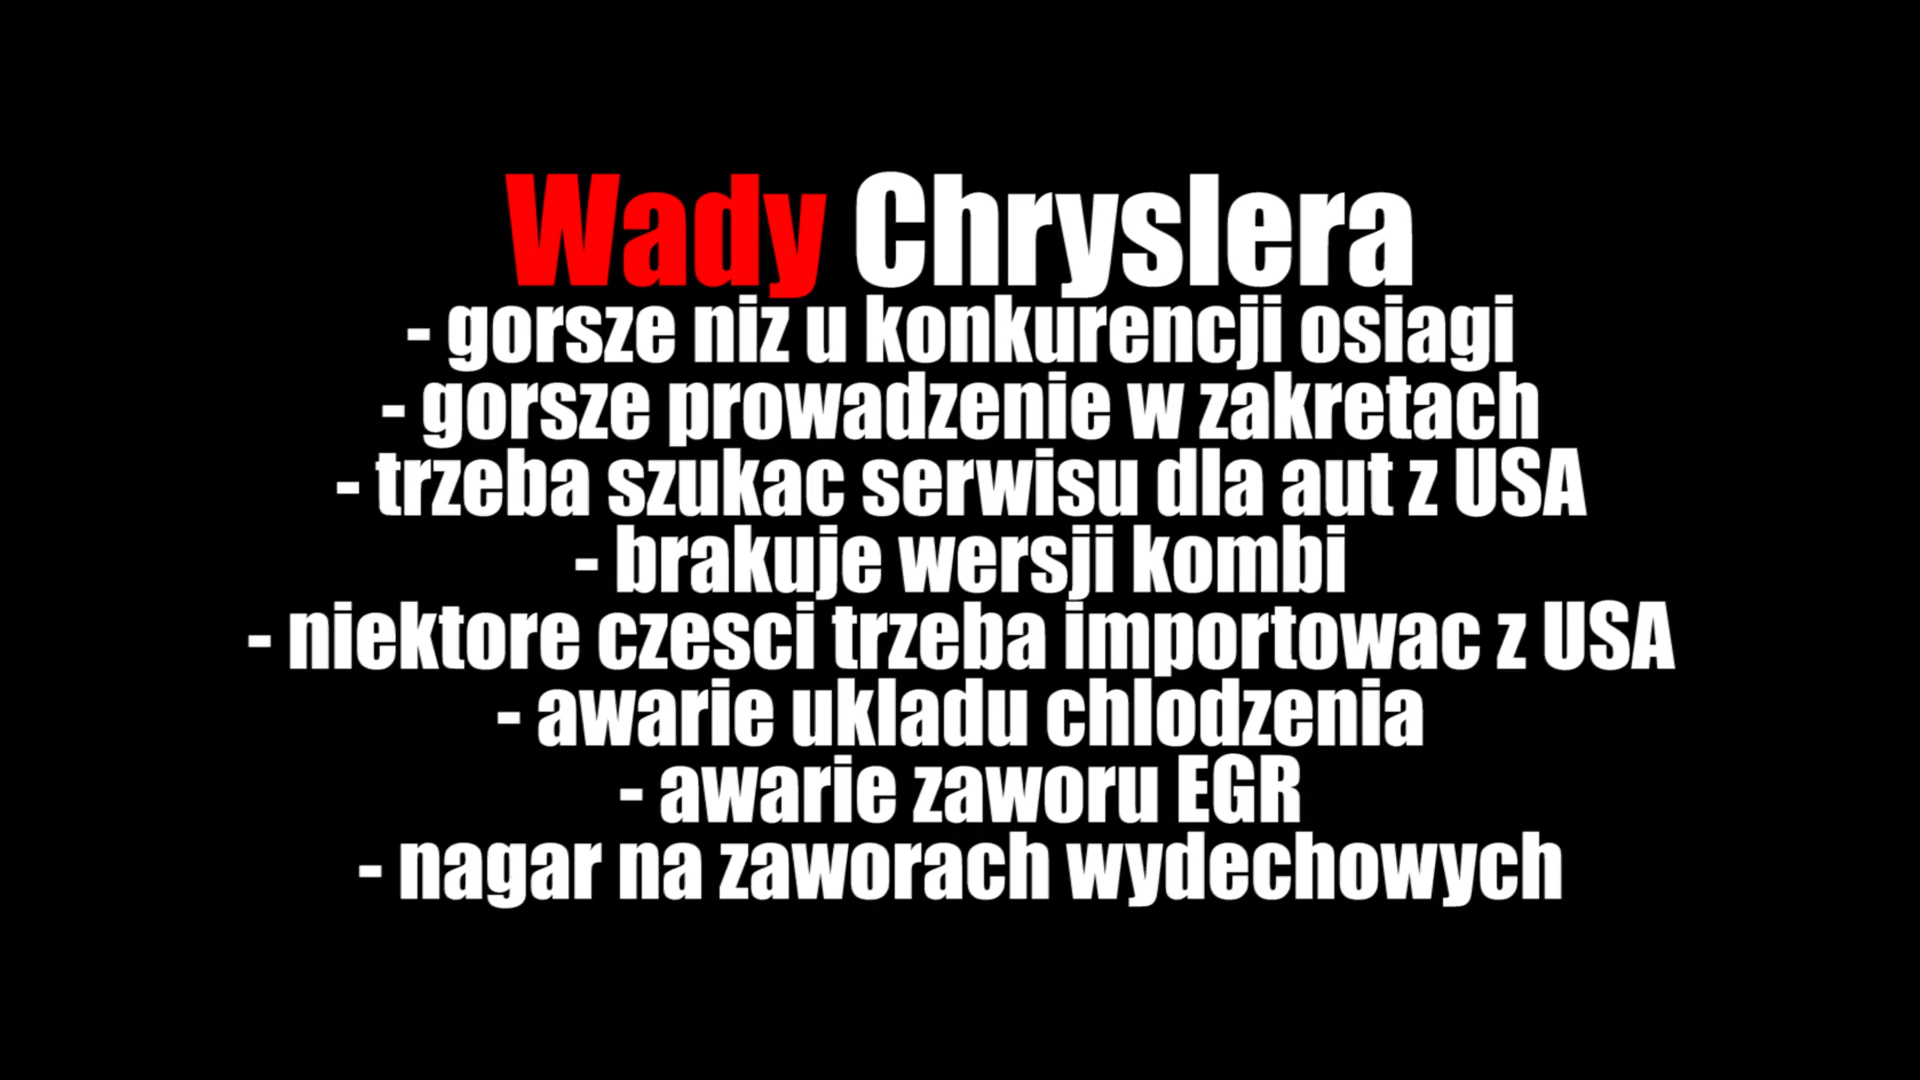 Wady Chryslera
- gorsze niz u konkurencji osiagi
- gorsze prowadzenie w zakretach
- trzeba szukac serwisu dla aut z USA
- brakuje wersji kombi
- niektore czesci trzeba importowac z USA
- awarie ukladu chlodzenia
- awarie zaworu EGR
- nagar na zaworach wydechowych